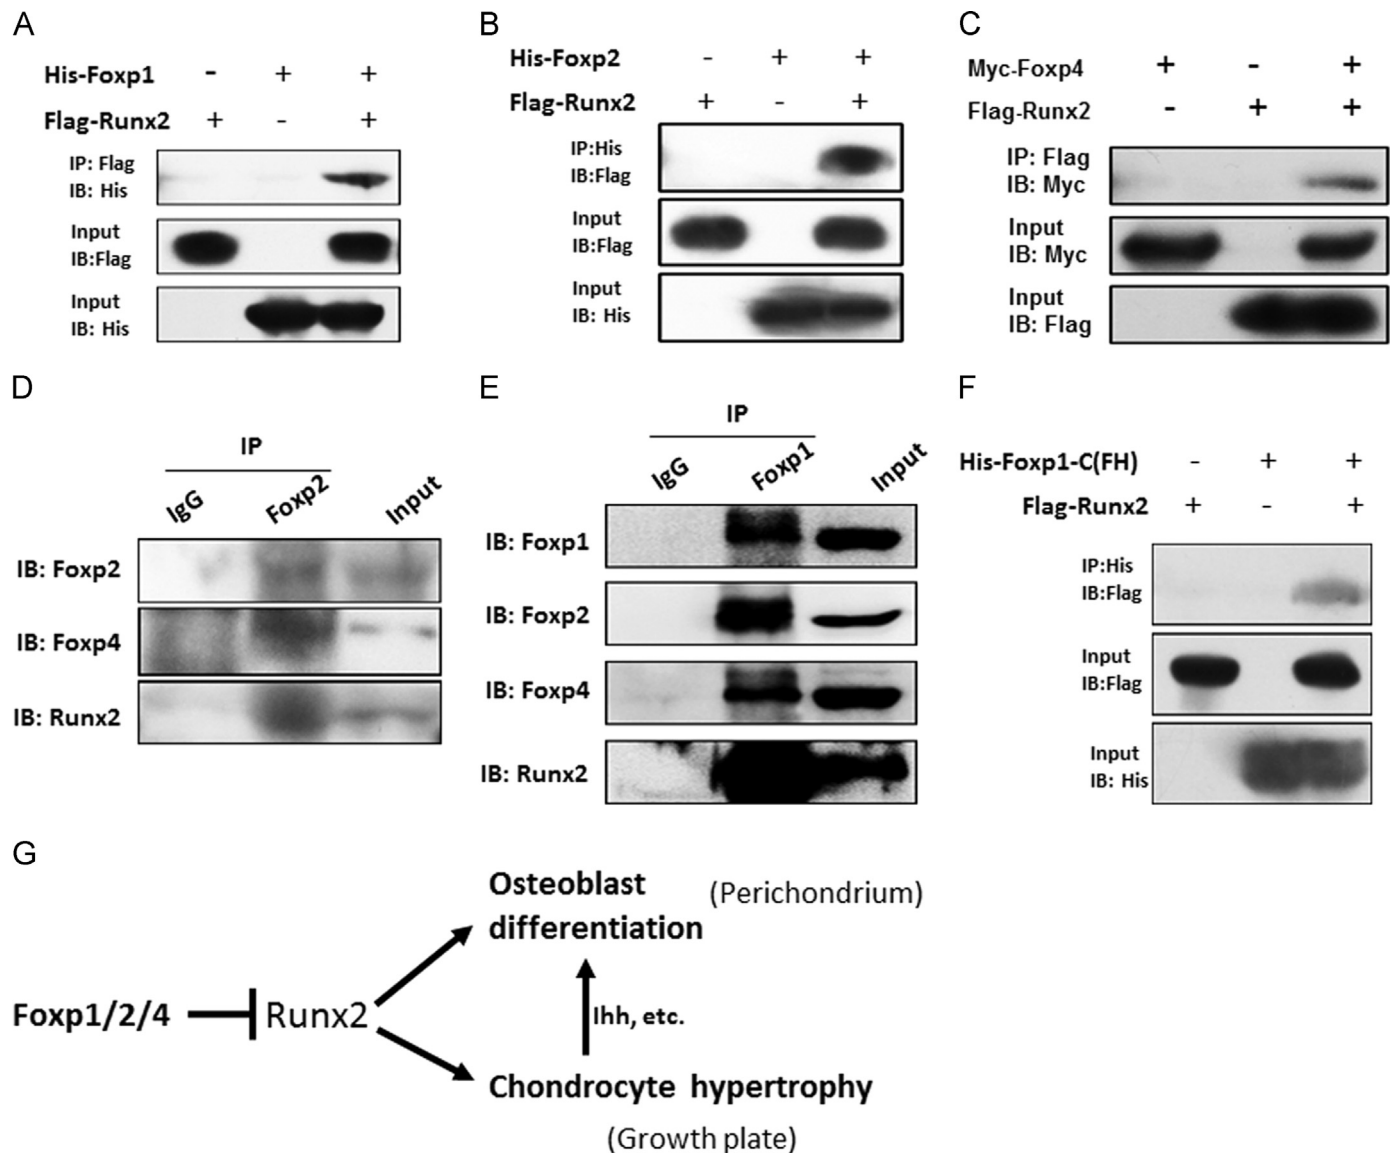 A
His-Foxp1 - + +
Flag-Runx2 + - +
IP: Flag
IB: His
Input
IB:Flag
Input
IB: His
B
His-Foxp2 - + +
Flag-Runx2 + - +
IP:His
IB:Flag
Input
IB:Flag
Input
IB: His
C
Myc-Foxp4 + - +
Flag-Runx2 - + +
IP: Flag
IB: Myc
Input
IB: Myc
Input
IB: Flag
D
IP
IgG Foxp2 Input
IB: Foxp2
IB: Foxp4
IB: Runx2
E
IP
IgG Foxp1 Input
IB: Foxp1
IB: Foxp2
IB: Foxp4
IB: Runx2
F
His-Foxp1-C(FH) - + +
Flag-Runx2 + - +
IP:His
IB:Flag
Input
IB:Flag
Input
IB: His
G
Osteoblast
differentiation
(Perichondrium)
Foxp1/2/4 Runx2
Ihh, etc.
Chondrocyte hypertrophy
(Growth plate)